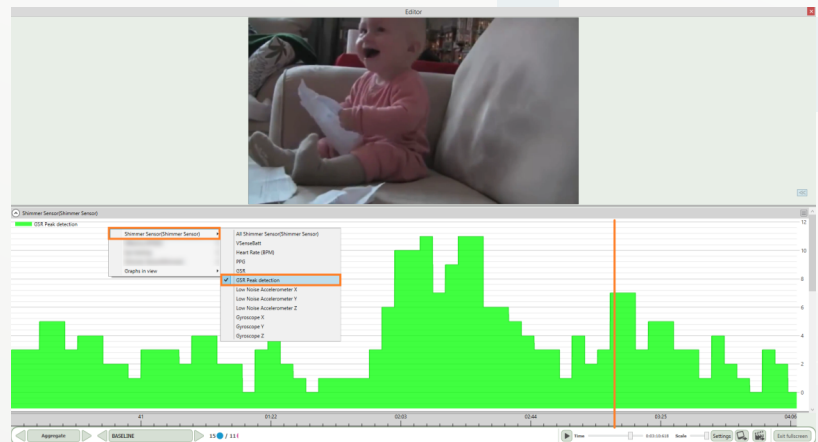 Editor
Shimmer Sensor(Shimmer Sensor)
GSR Peak detection
12
10
8
6
4
2
0
Shimmer Sensor(Shimmer Sensor)
Graphs in view
All Shimmer Sensor(Shimmer Sensor)
VSenseBatt
Heart Rate (BPM)
PPG
GSR
GSR Peak detection
Low Noise Accelerometer X
Low Noise Accelerometer Y
Low Noise Accelerometer Z
Gyroscope X
Gyroscope Y
Gyroscope Z
41 01:22 02:03 02:44 03:25 04:06
Aggregate BASELINE 15 / 111 Time Scale Settings Exit fullscreen